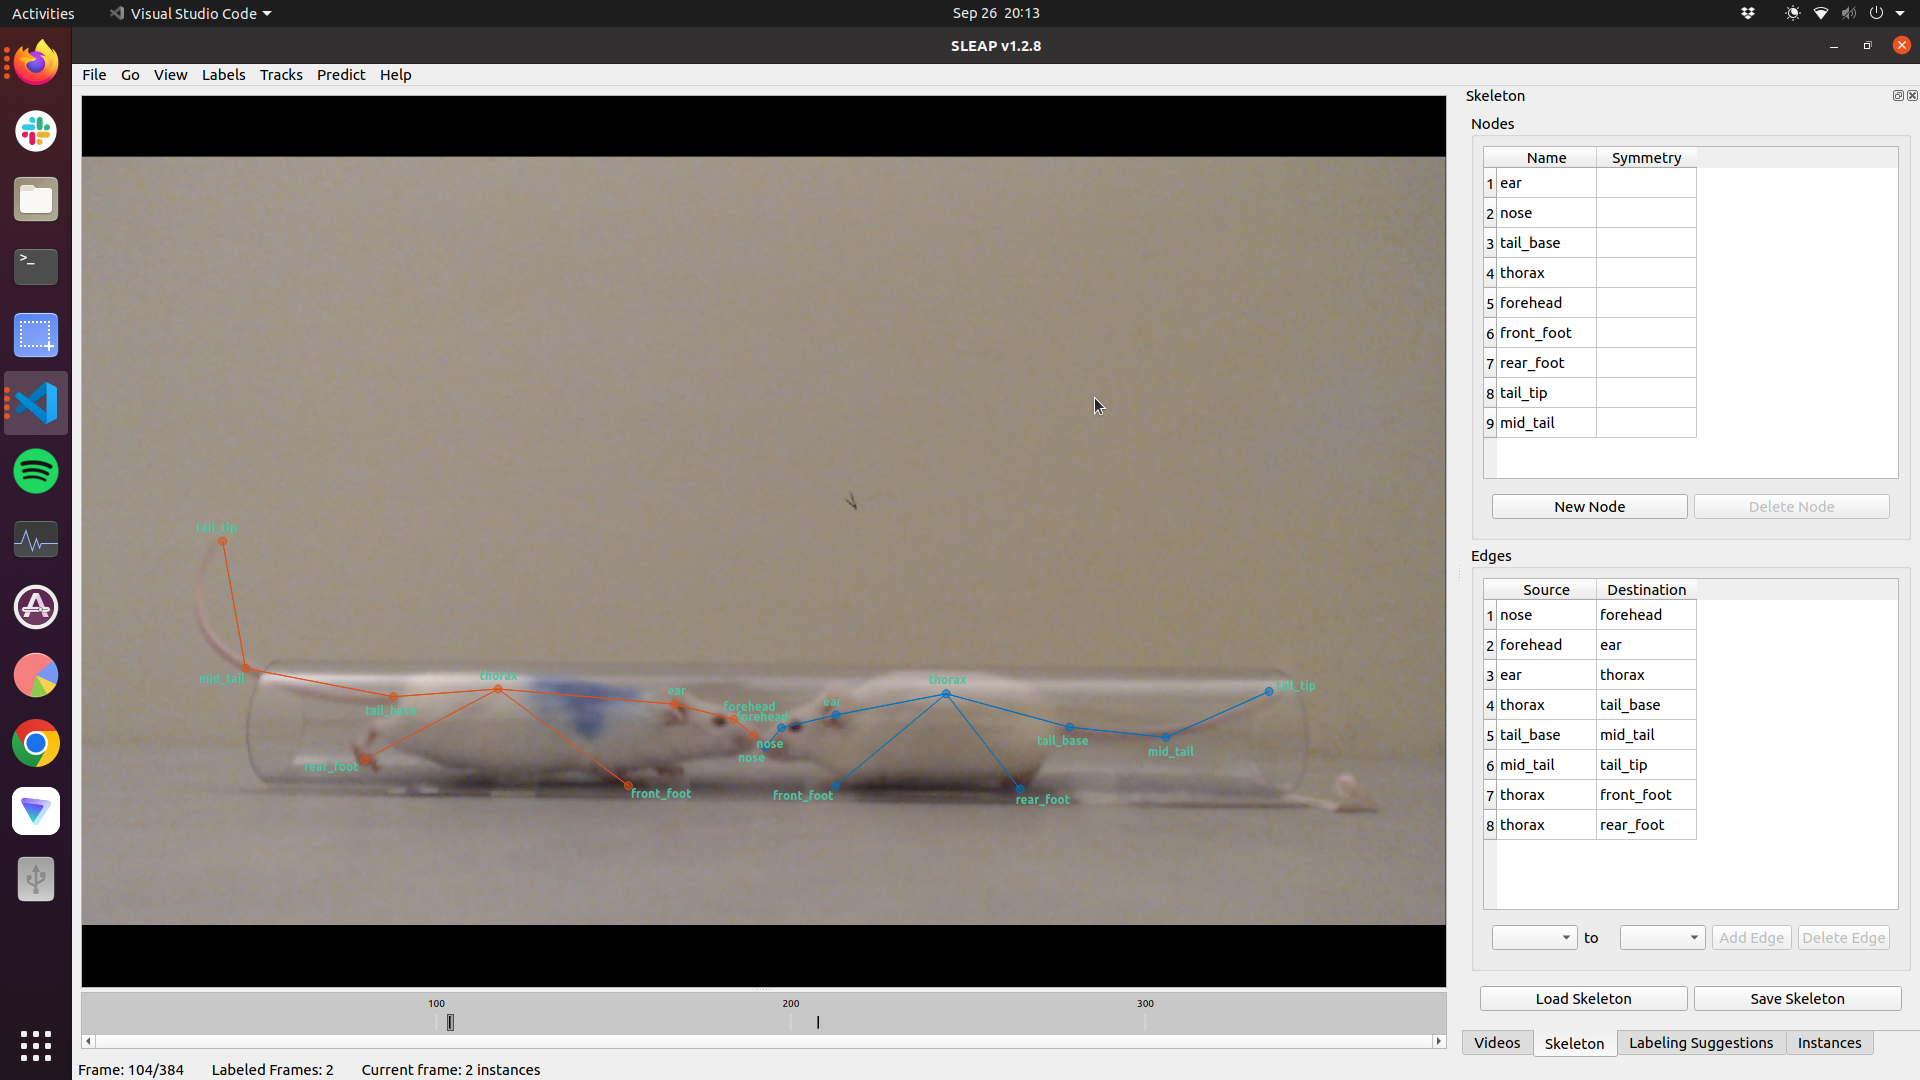 Activities
Visual Studio Code
Sep 26 20:13
SLEAP v1.2.8
File Go View Labels Tracks Predict Help
Skeleton
Nodes
Name Symmetry
1 ear
2 nose
3 tail_base
4 thorax
5 forehead
6 front_foot
7 rear_foot
8 tail_tip
9 mid_tail
New Node Delete Node
Edges
Source Destination
1 nose forehead
2 forehead ear
3 ear thorax
4 thorax tail_base
5 tail_base mid_tail
6 mid_tail tail_tip
7 thorax front_foot
8 thorax rear_foot
to Add Edge Delete Edge
Load Skeleton Save Skeleton
Videos Skeleton Labeling Suggestions Instances
tail_tip
mid_tail
tail_base
thorax
rear_foot
ear
forehead
forehead
nose
nose
front_foot
ear
thorax
front_foot
rear_foot
tail_base
mid_tail
tail_tip
100 200 300
Frame: 104/384 Labeled Frames: 2 Current frame: 2 instances